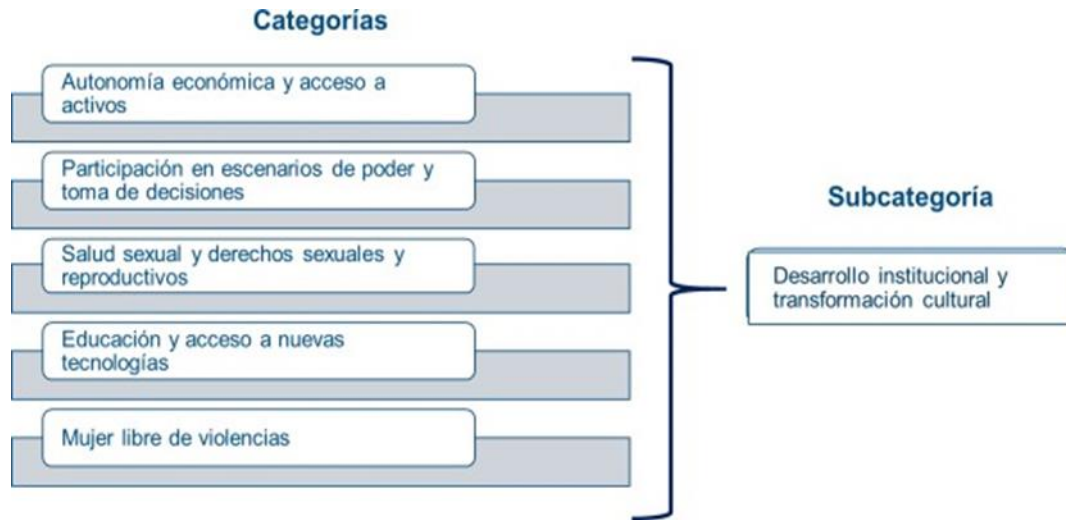 Categorías
Autonomía económica y acceso a
activos
Participación en escenarios de poder y
toma de decisiones
Salud sexual y derechos sexuales y
reproductivos
Educación y acceso a nuevas
tecnologías
Mujer libre de violencias
Subcategoría
Desarrollo institucional y
transformación cultural